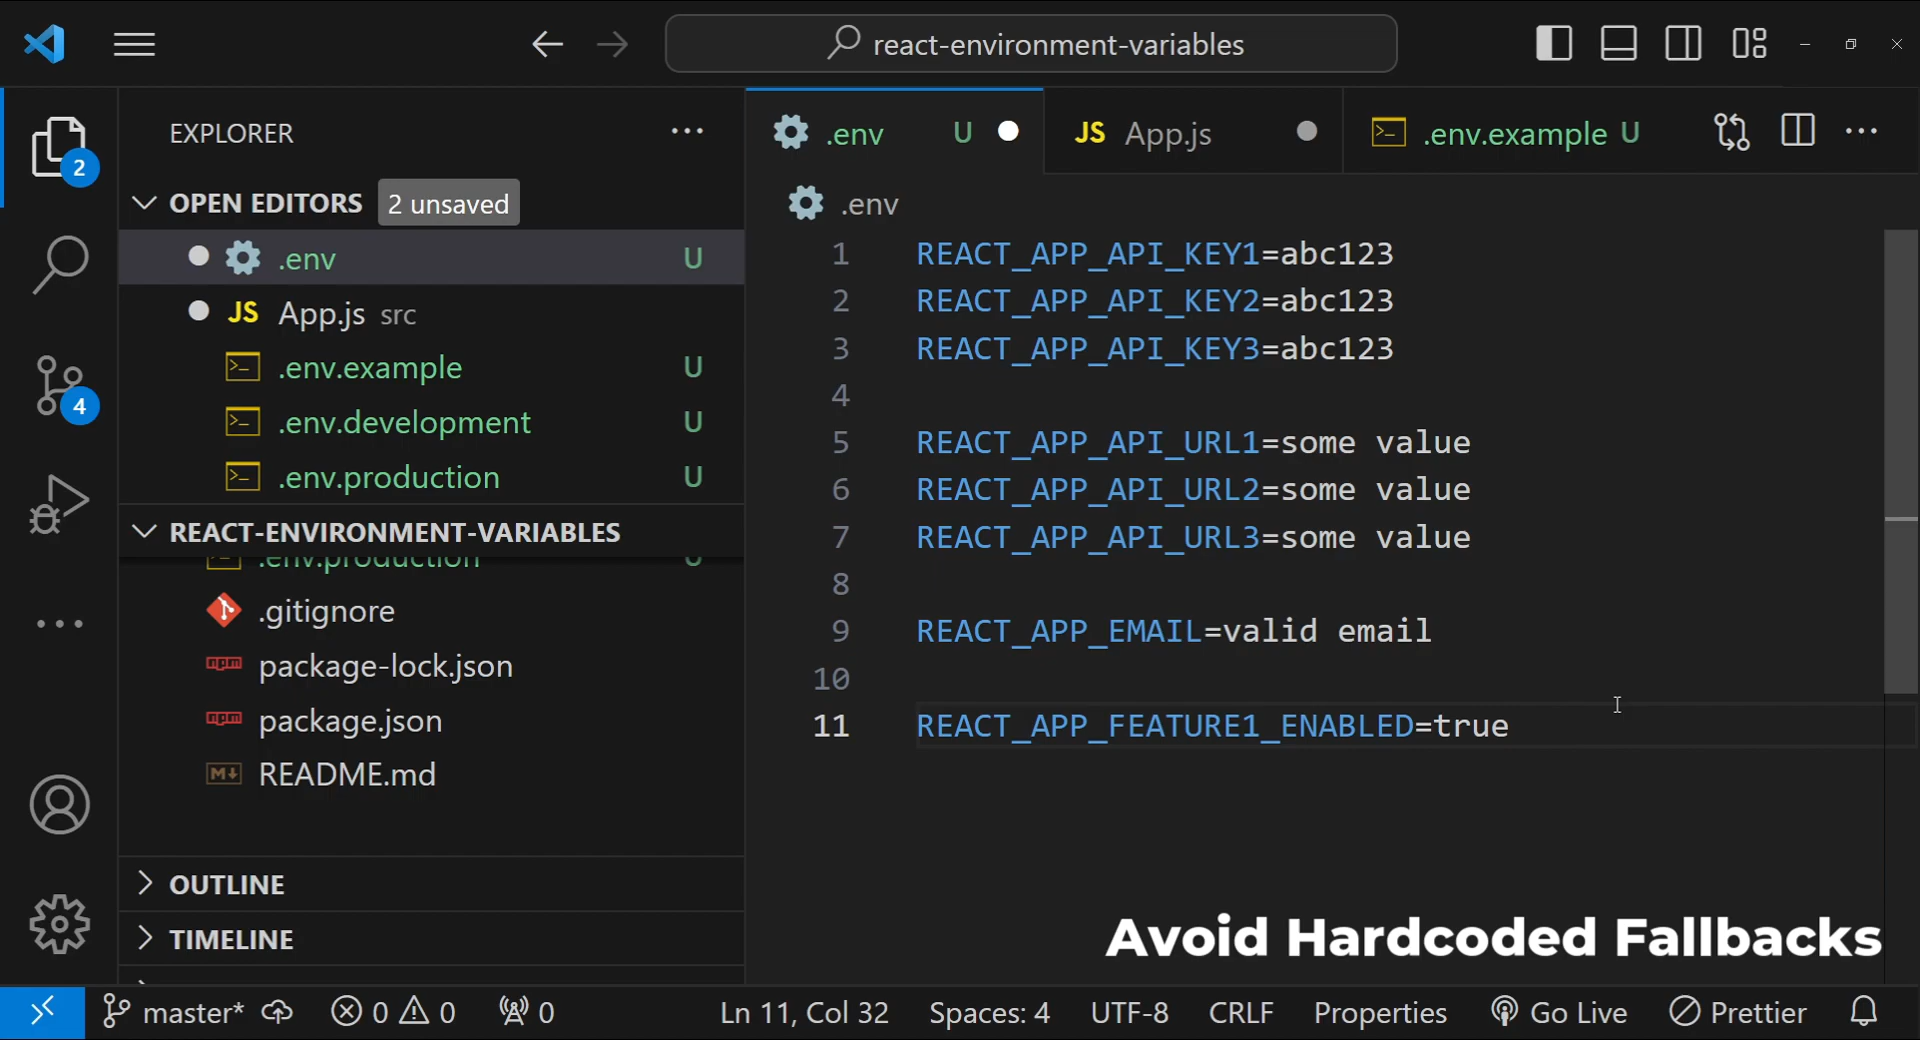 react-environment-variables
EXPLORER
OPEN EDITORS 2 unsaved
.env U
JS App.js src
.env.example U
.env.development U
.env.production U
REACT-ENVIRONMENT-VARIABLES
.env.production U
.gitignore
package-lock.json
package.json
README.md
OUTLINE
TIMELINE
2
4
.env U
JS App.js
.env.example U
.env
1 REACT_APP_API_KEY1=abc123
2 REACT_APP_API_KEY2=abc123
3 REACT_APP_API_KEY3=abc123
4
5 REACT_APP_API_URL1=some value
6 REACT_APP_API_URL2=some value
7 REACT_APP_API_URL3=some value
8
9 REACT_APP_EMAIL=valid email
10
11 REACT_APP_FEATURE1_ENABLED=true
Avoid Hardcoded Fallbacks
master* 0 0 0 Ln 11, Col 32 Spaces: 4 UTF-8 CRLF Properties Go Live Prettier